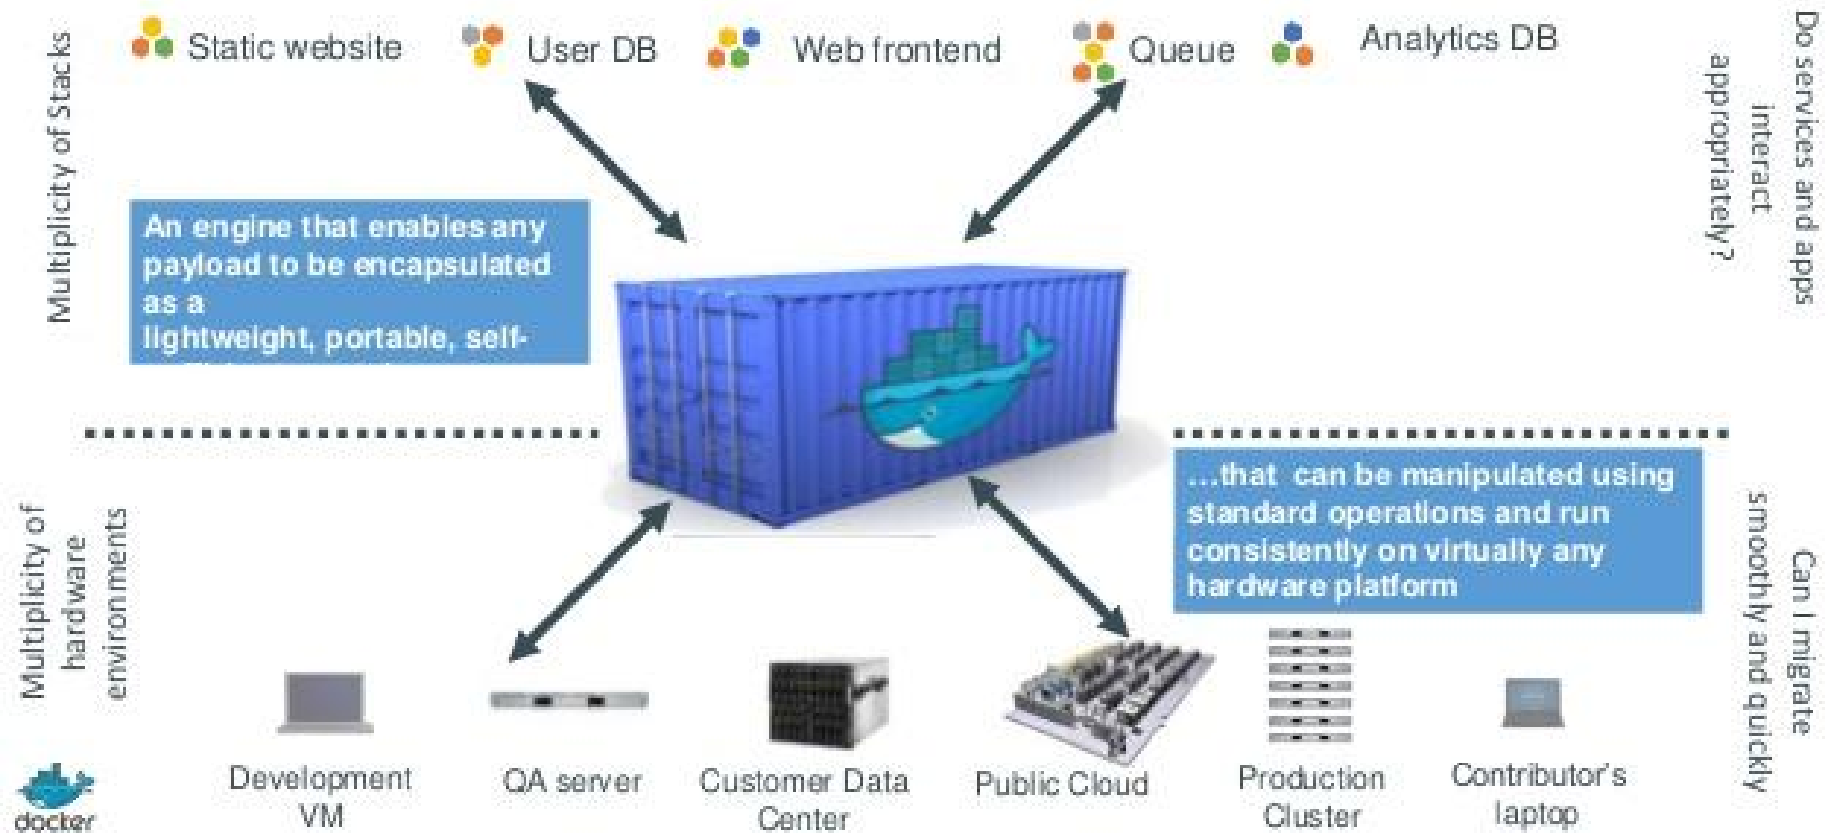 Static website
User DB
Web frontend
Queue
Analytics DB
Multiplicity of Stacks
Do services and apps
interact
appropriately?
An engine that enables any
payload to be encapsulated
as a
lightweight, portable, self-
...that can be manipulated using
standard operations and run
consistently on virtually any
hardware platform
Multiplicity of
hardware
environments
Can I migrate
smoothly and quickly
Development
VM
QA server
Customer Data
Center
Public Cloud
Production
Cluster
Contributor's
laptop
docker